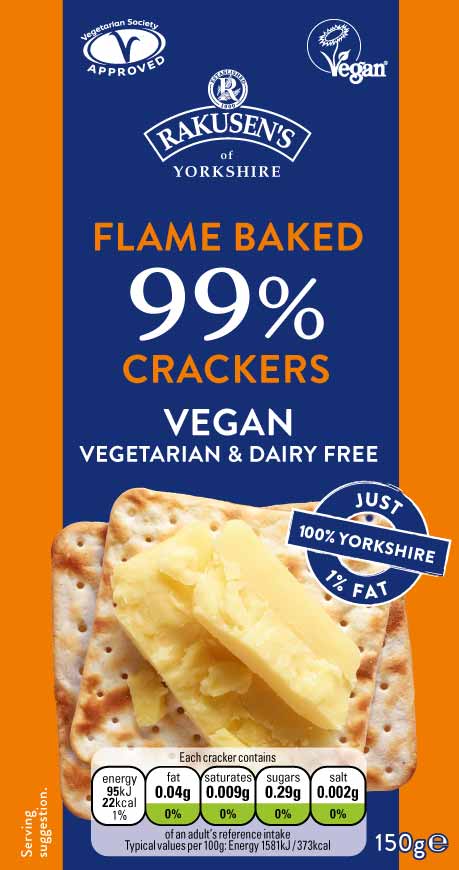 Vegetarian Society
V
APPROVED
Vegan
ESTABLISHED
R
1900
RAKUSEN'S
of
YORKSHIRE
FLAME BAKED
99%
CRACKERS
VEGAN
VEGETARIAN & DAIRY FREE
JUST
100% YORKSHIRE
1% FAT
Each cracker contains
energy
95kJ
22kcal
1%
fat
0.04g
0%
saturates
0.009g
0%
sugars
0.29g
0%
salt
0.002g
0%
of an adult's reference intake
Typical values per 100g: Energy 1581kJ / 373kcal
Serving
suggestion.
150g e